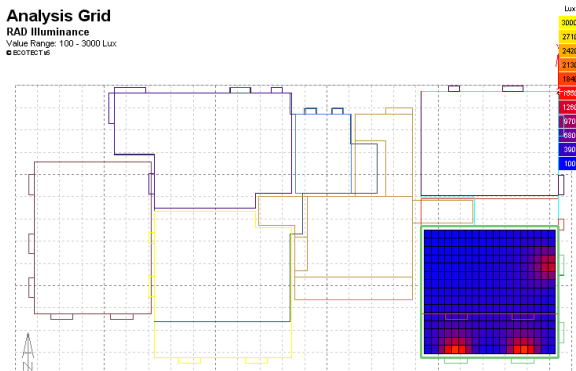 Analysis Grid
RAD Illuminance
Value Range: 100 - 3000 Lux
© ECOTECT v5
Lux
3000
2710
2420
2130
1840
1550
1260
970
680
390
100
N